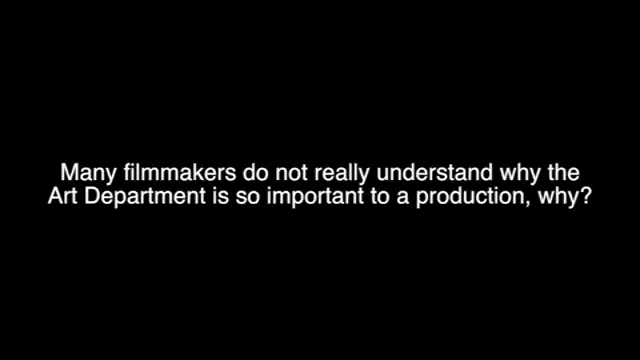 Many filmmakers do not really understand why the
Art Department is so important to a production, why?